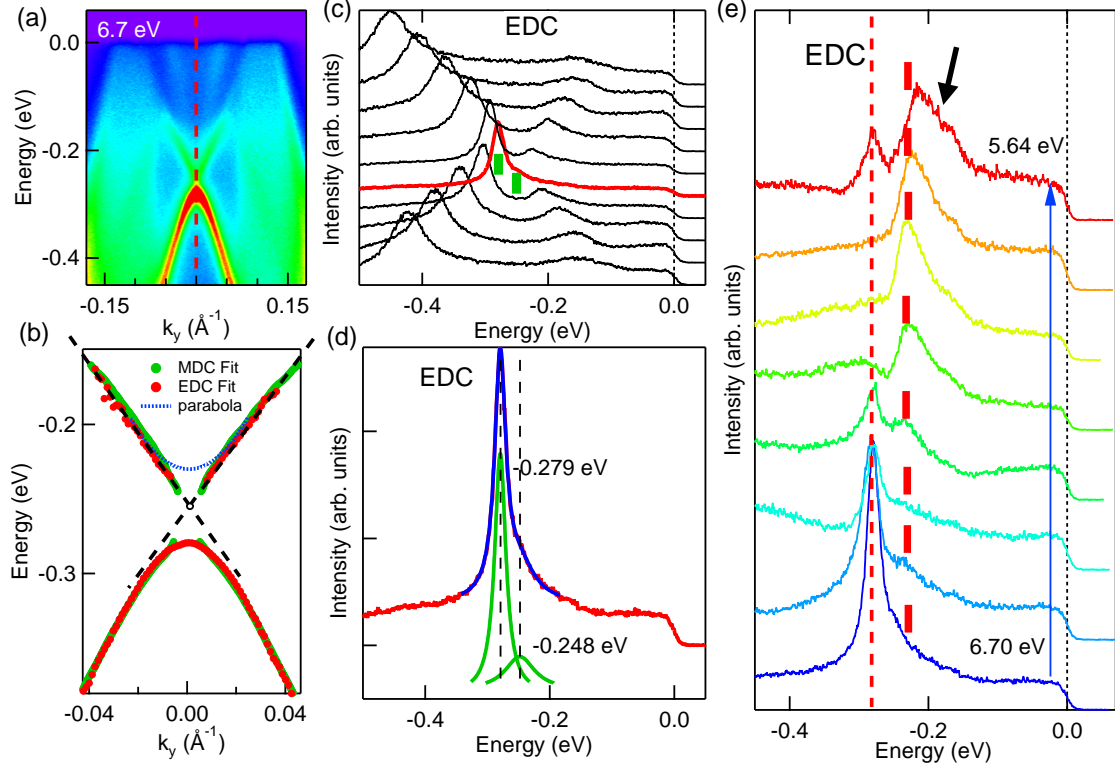 (a)
6.7 eV
Energy (eV)
0.0
-0.2
-0.4
-0.15
0.15
k_y (Å⁻¹)
(b)
MDC Fit
EDC Fit
parabola
Energy (eV)
-0.2
-0.3
-0.04
0.00
0.04
k_y (Å⁻¹)
(c)
EDC
Intensity (arb. units)
-0.4
-0.2
0.0
Energy (eV)
(d)
EDC
-0.279 eV
-0.248 eV
Intensity (arb. units)
-0.4
-0.2
0.0
Energy (eV)
(e)
EDC
5.64 eV
6.70 eV
Intensity (arb. units)
-0.4
-0.2
0.0
Energy (eV)